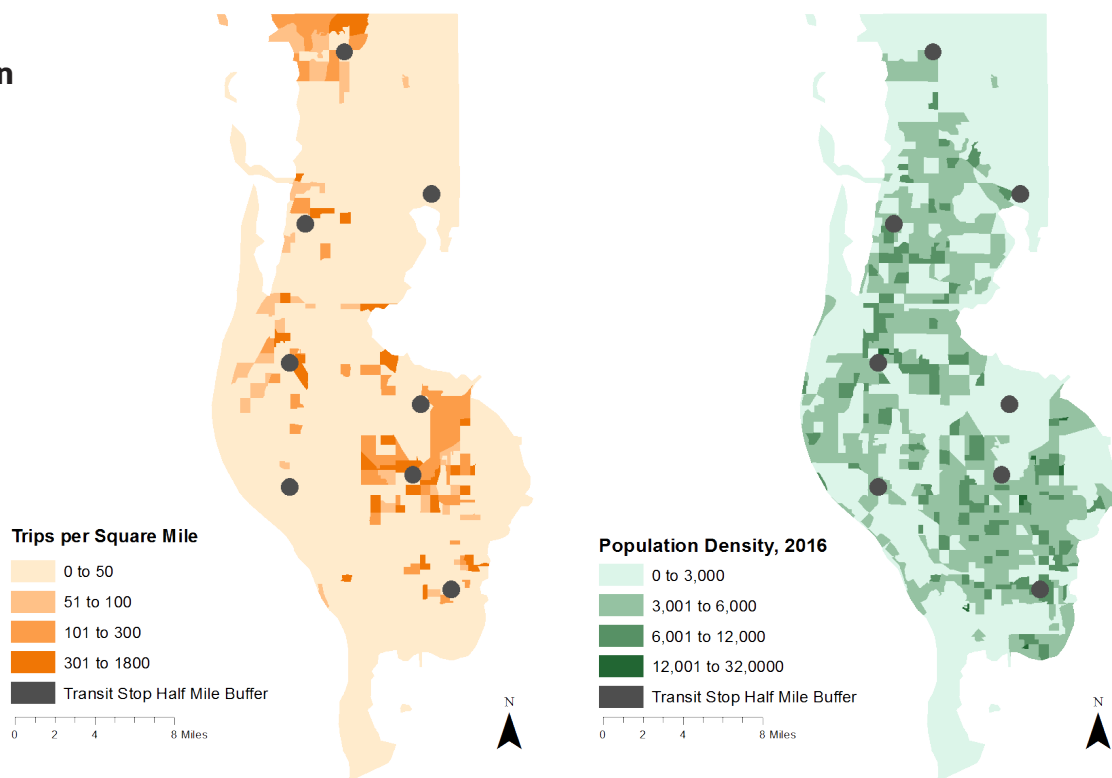 n
Trips per Square Mile
0 to 50
51 to 100
101 to 300
301 to 1800
Transit Stop Half Mile Buffer
0 2 4 8 Miles
N
Population Density, 2016
0 to 3,000
3,001 to 6,000
6,001 to 12,000
12,001 to 32,0000
Transit Stop Half Mile Buffer
0 2 4 8 Miles
N